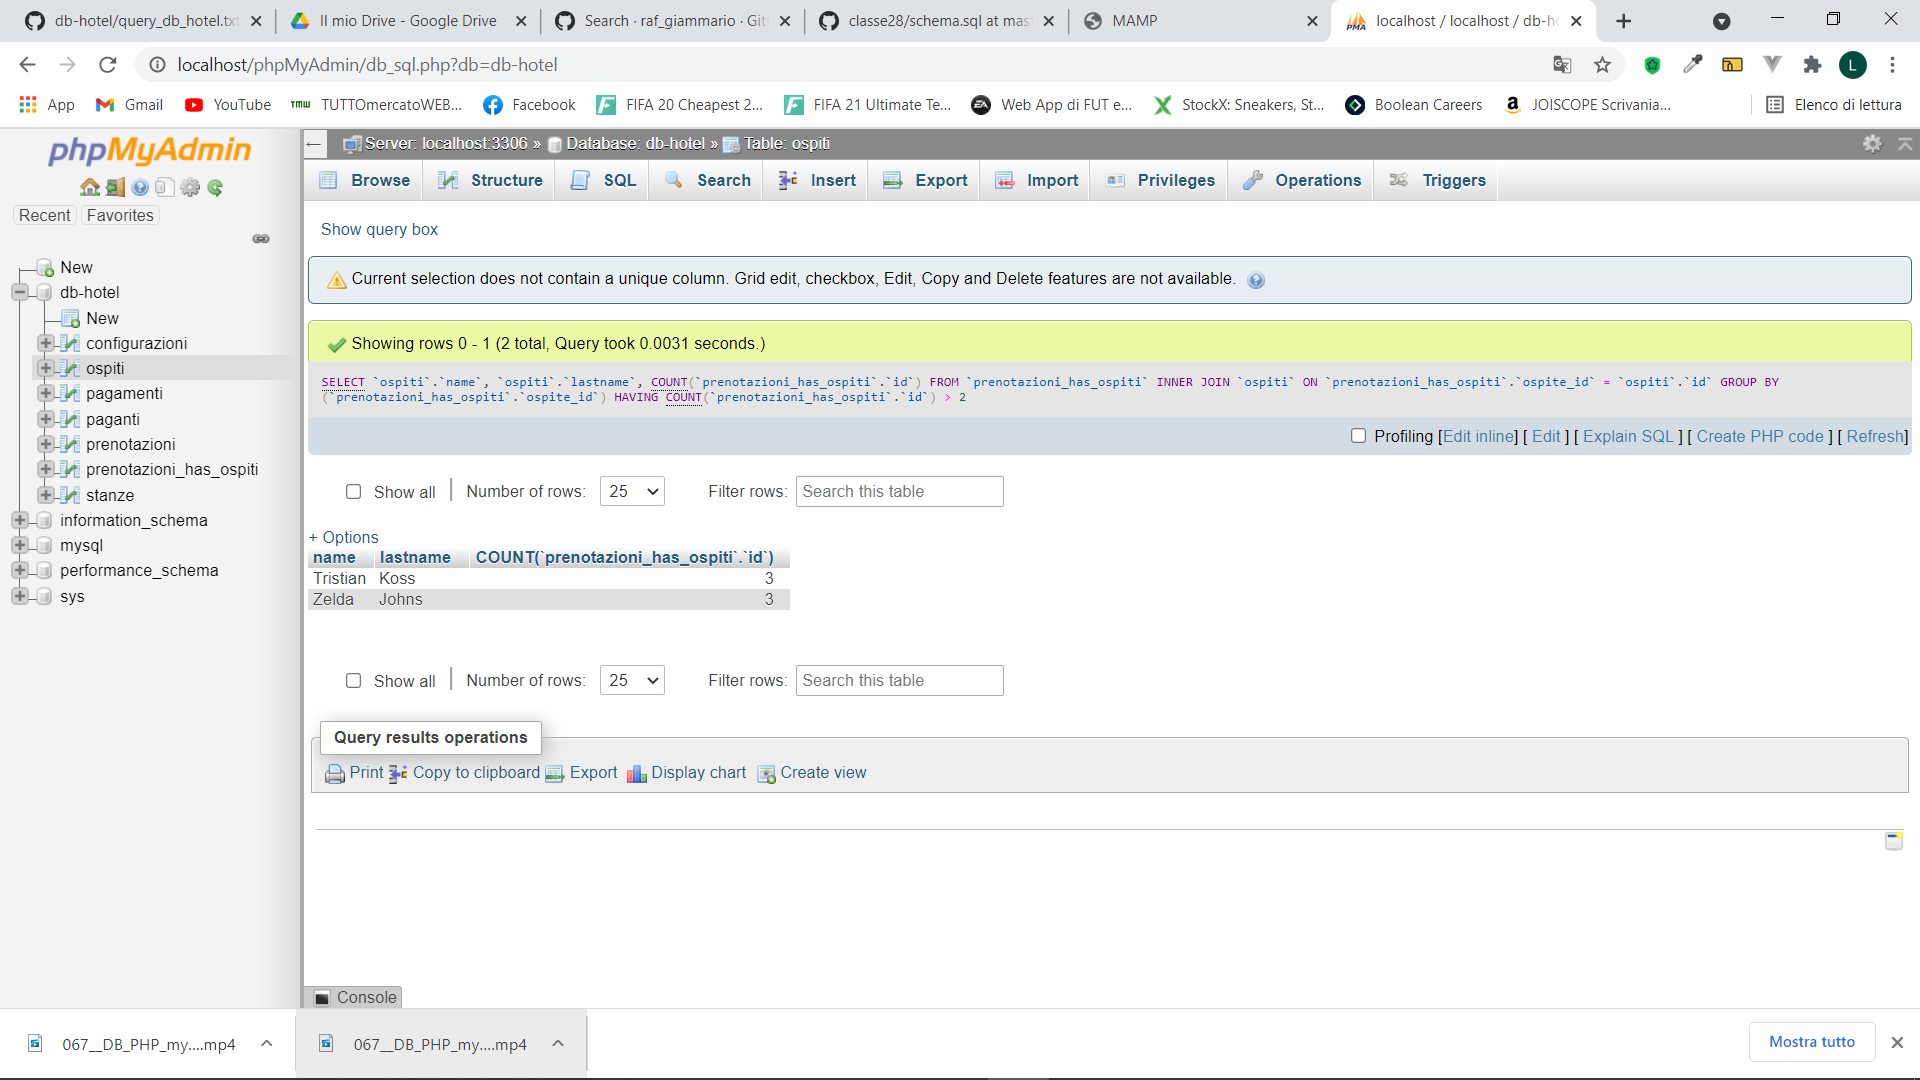 db-hotel/query_db_hotel.txt
Il mio Drive - Google Drive
Search · raf_giammario · Git
classe28/schema.sql at mas
MAMP
localhost / localhost / db-ho
localhost/phpMyAdmin/db_sql.php?db=db-hotel
L
App
Gmail
YouTube
TMW TUTTOmercatoWEB...
Facebook
FIFA 20 Cheapest 2...
FIFA 21 Ultimate Te...
Web App di FUT e...
StockX: Sneakers, St...
Boolean Careers
JOISCOPE Scrivania...
Elenco di lettura
phpMyAdmin
Recent
Favorites
New
db-hotel
New
configurazioni
ospiti
pagamenti
paganti
prenotazioni
prenotazioni_has_ospiti
stanze
information_schema
mysql
performance_schema
sys
Server: localhost:3306 » Database: db-hotel » Table: ospiti
Browse
Structure
SQL
Search
Insert
Export
Import
Privileges
Operations
Triggers
Show query box
Current selection does not contain a unique column. Grid edit, checkbox, Edit, Copy and Delete features are not available.
Showing rows 0 - 1 (2 total, Query took 0.0031 seconds.)
SELECT `ospiti`.`name`, `ospiti`.`lastname`, COUNT(`prenotazioni_has_ospiti`.`id`) FROM `prenotazioni_has_ospiti` INNER JOIN `ospiti` ON `prenotazioni_has_ospiti`.`ospite_id` = `ospiti`.`id` GROUP BY
(`prenotazioni_has_ospiti`.`ospite_id`) HAVING COUNT(`prenotazioni_has_ospiti`.`id`) > 2
Profiling [Edit inline] [ Edit ] [ Explain SQL ] [ Create PHP code ] [ Refresh]
Show all | Number of rows: 25 Filter rows: Search this table
+ Options
name lastname COUNT(`prenotazioni_has_ospiti`.`id`)
Tristian Koss 3
Zelda Johns 3
Show all | Number of rows: 25 Filter rows: Search this table
Query results operations
Print Copy to clipboard Export Display chart Create view
Console
067__DB_PHP_my....mp4
067__DB_PHP_my....mp4
Mostra tutto